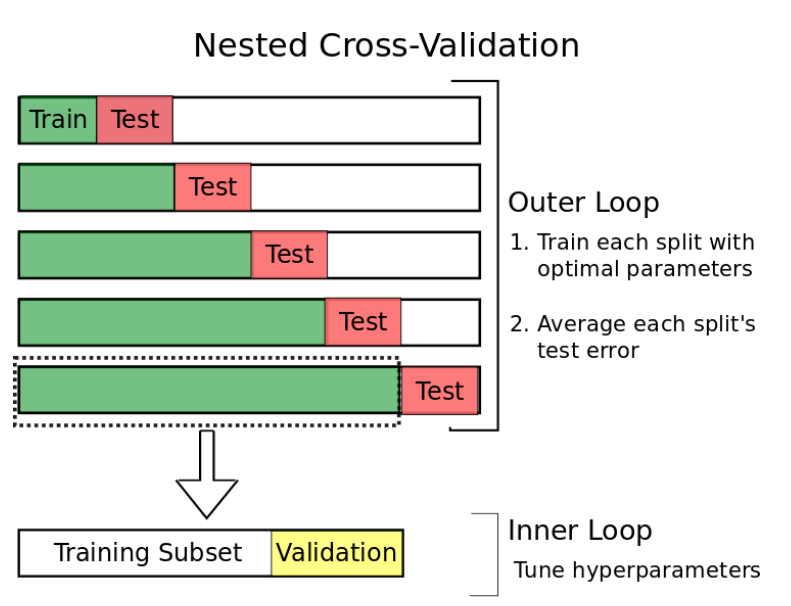 Nested Cross-Validation
Train Test
Test
Test
Test
Test
Outer Loop
1. Train each split with
optimal parameters
2. Average each split's
test error
Training Subset Validation
Inner Loop
Tune hyperparameters